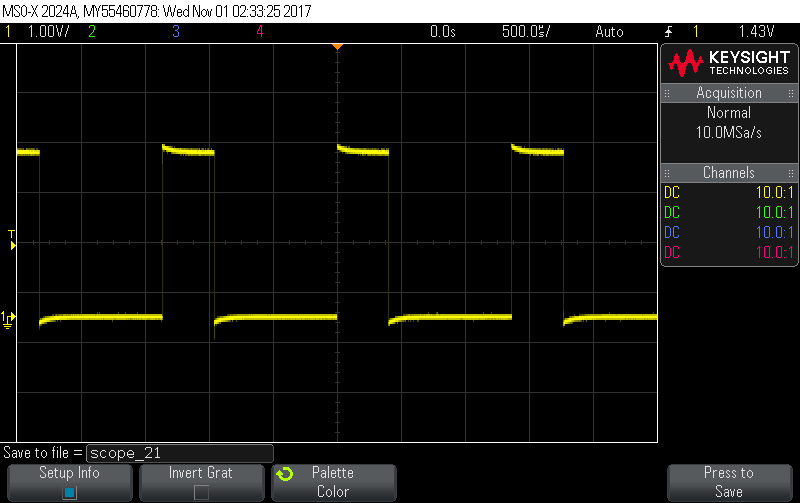 MSO-X 2024A, MY55460778: Wed Nov 01 02:33:25 2017
1 1.00V/ 2 3 4 0.0s 500.0µs/ Auto 1 1.43V
KEYSIGHT
TECHNOLOGIES
Acquisition
Normal
10.0MSa/s
Channels
DC 10.0:1
DC 10.0:1
DC 10.0:1
DC 10.0:1
T
1
Save to file = scope_21
Setup Info
Invert Grat
Palette
Color
Press to
Save